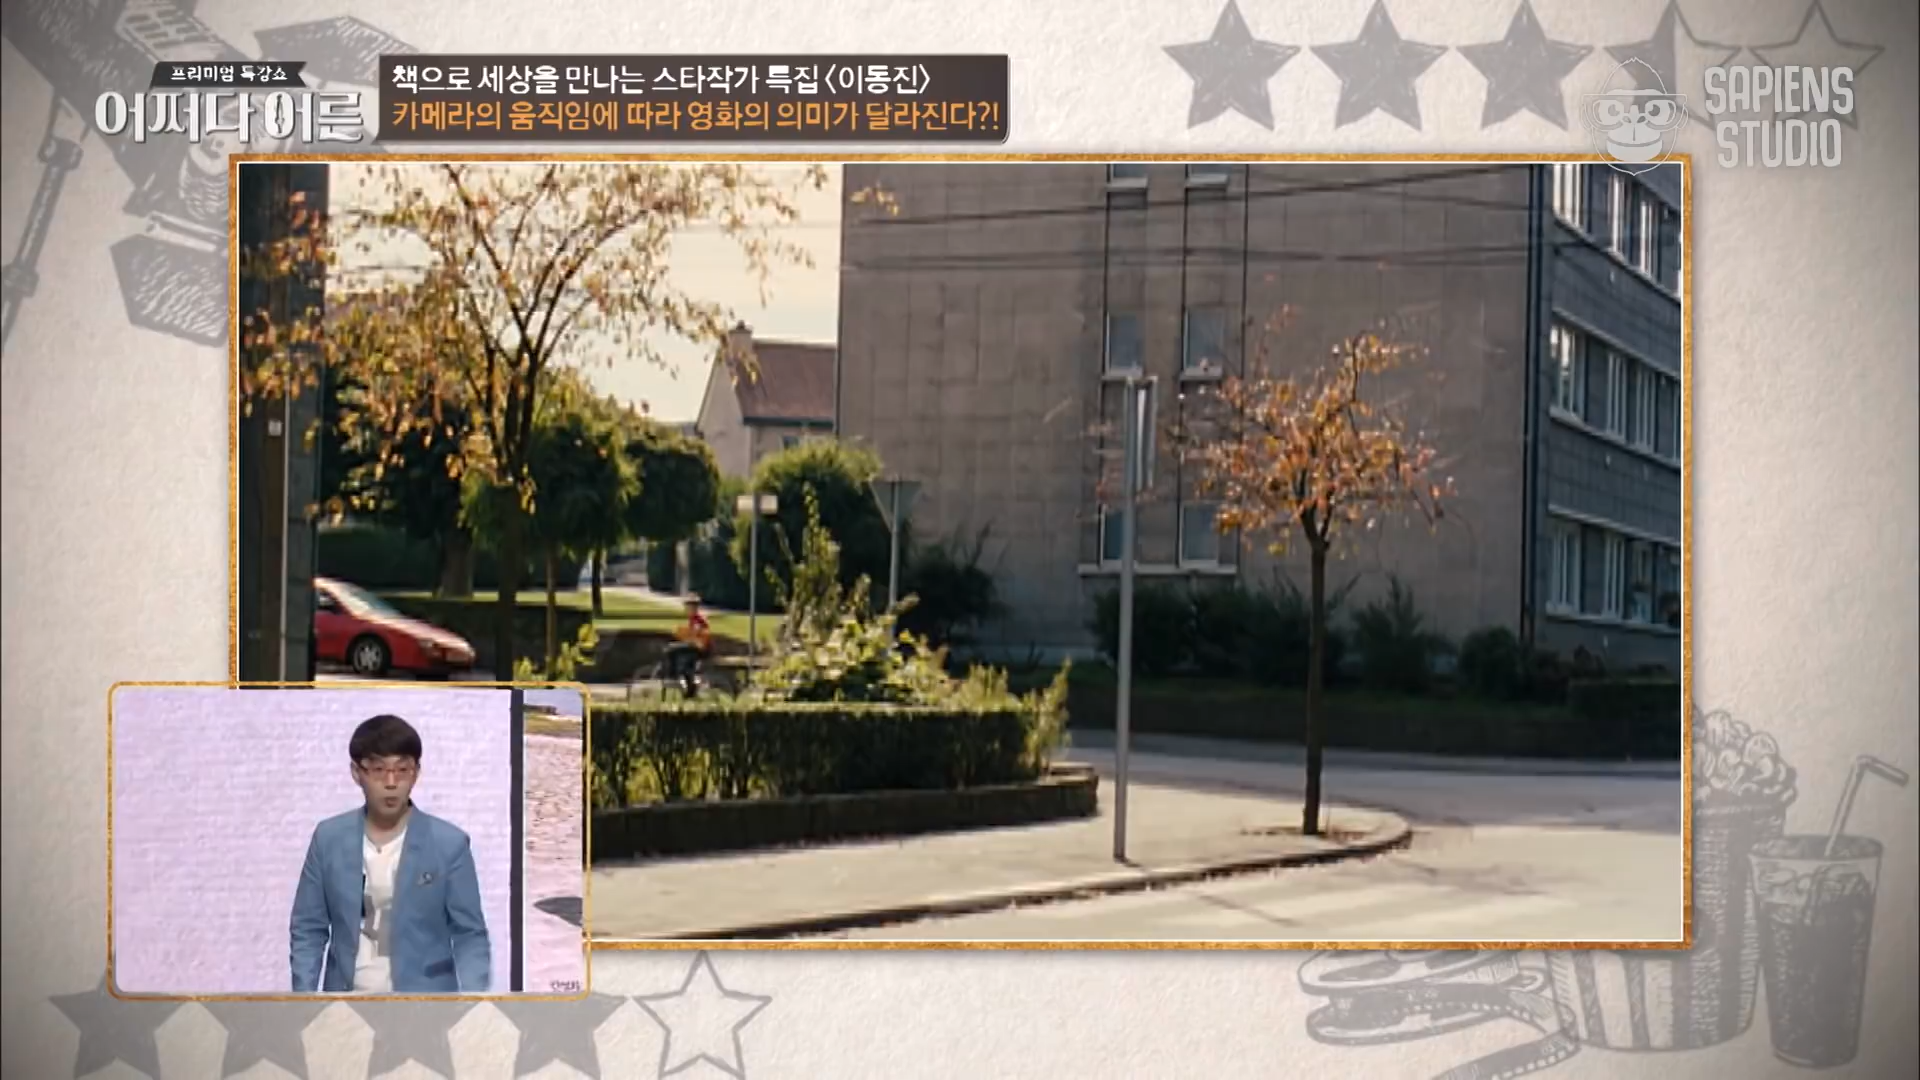 프리미엄 특강쇼
어쩌다 어른
책으로 세상을 만나는 스타작가 특집〈이동진〉
카메라의 움직임에 따라 영화의 의미가 달라진다?!
SAPIENS
STUDIO